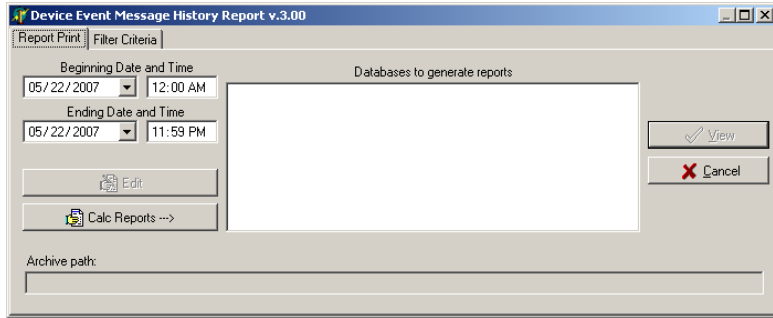 Device Event Message History Report v.3.00
Report Print Filter Criteria
Beginning Date and Time
05/22/2007 12:00 AM
Ending Date and Time
05/22/2007 11:59 PM
Databases to generate reports
Edit
Calc Reports --->
View
Cancel
Archive path: